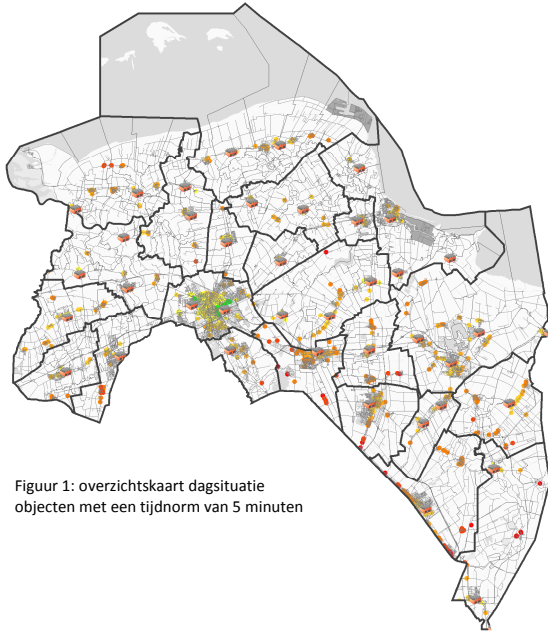 Figuur 1: overzichtskaart dagsituatie
objecten met een tijdnorm van 5 minuten